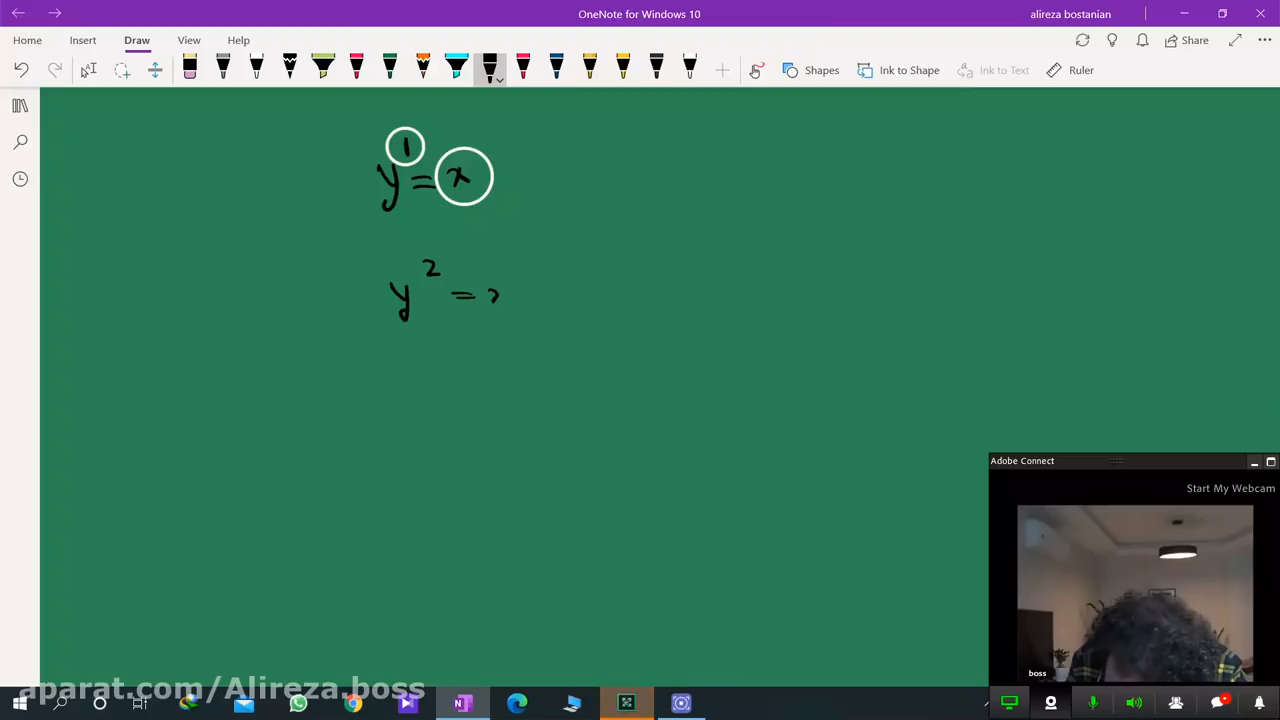 OneNote for Windows 10
alireza bostanian
Home Insert Draw View Help
Share
Shapes Ink to Shape Ink to Text Ruler
y¹ = x
y² =
Adobe Connect
Start My Webcam
boss
aparat.com/Alireza.boss